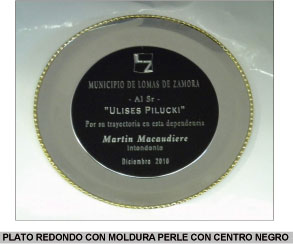 MUNICIPIO DE LOMAS DE ZAMORA
- Al Sr -
"ULISES PILUCKI"
Por su trayectoria en esta dependencia
Martin Macaudiere
Intendente
Diciembre 2010
PLATO REDONDO CON MOLDURA PERLE CON CENTRO NEGRO